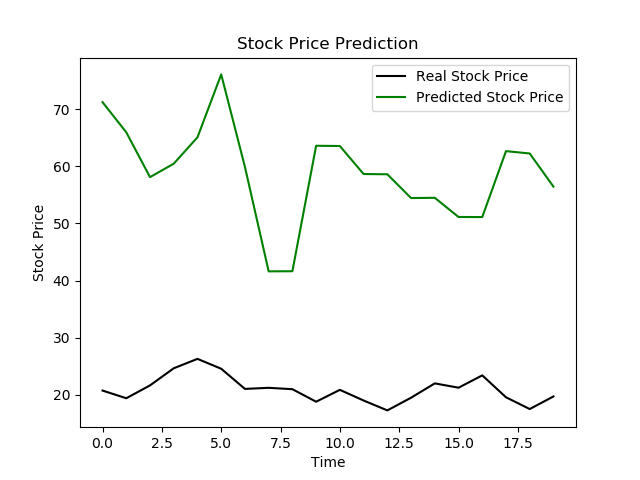 Stock Price Prediction
Real Stock Price
Predicted Stock Price
Stock Price
70
60
50
40
30
20
0.0 2.5 5.0 7.5 10.0 12.5 15.0 17.5
Time